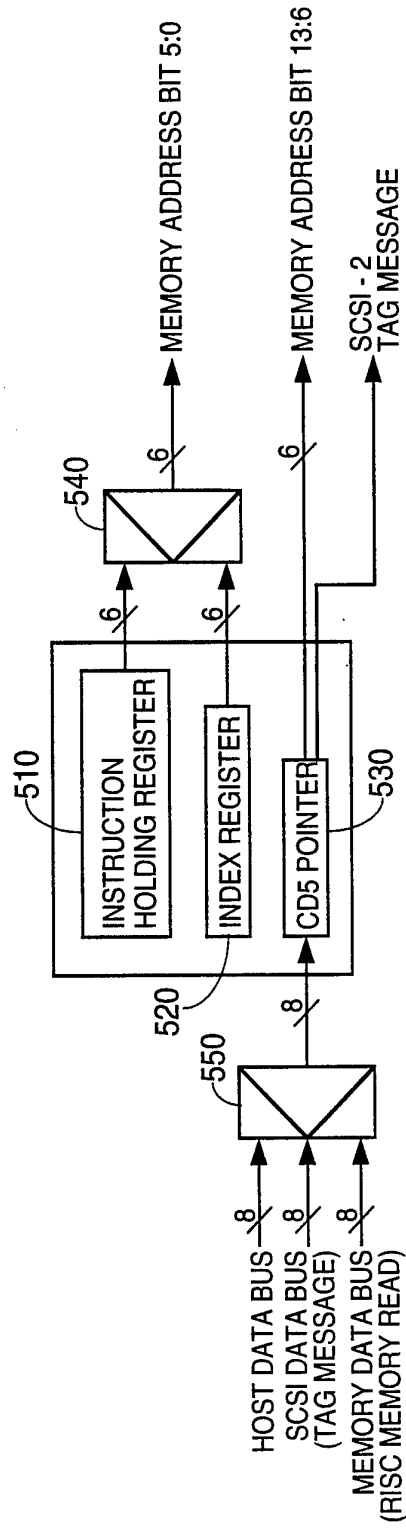 HOST DATA BUS
8
SCSI DATA BUS
(TAG MESSAGE)
8
MEMORY DATA BUS
(RISC MEMORY READ)
8
550
8
510
INSTRUCTION
HOLDING REGISTER
520
INDEX REGISTER
CD5 POINTER
530
6
6
540
6
MEMORY ADDRESS BIT 5:0
6
MEMORY ADDRESS BIT 13:6
SCSI - 2
TAG MESSAGE